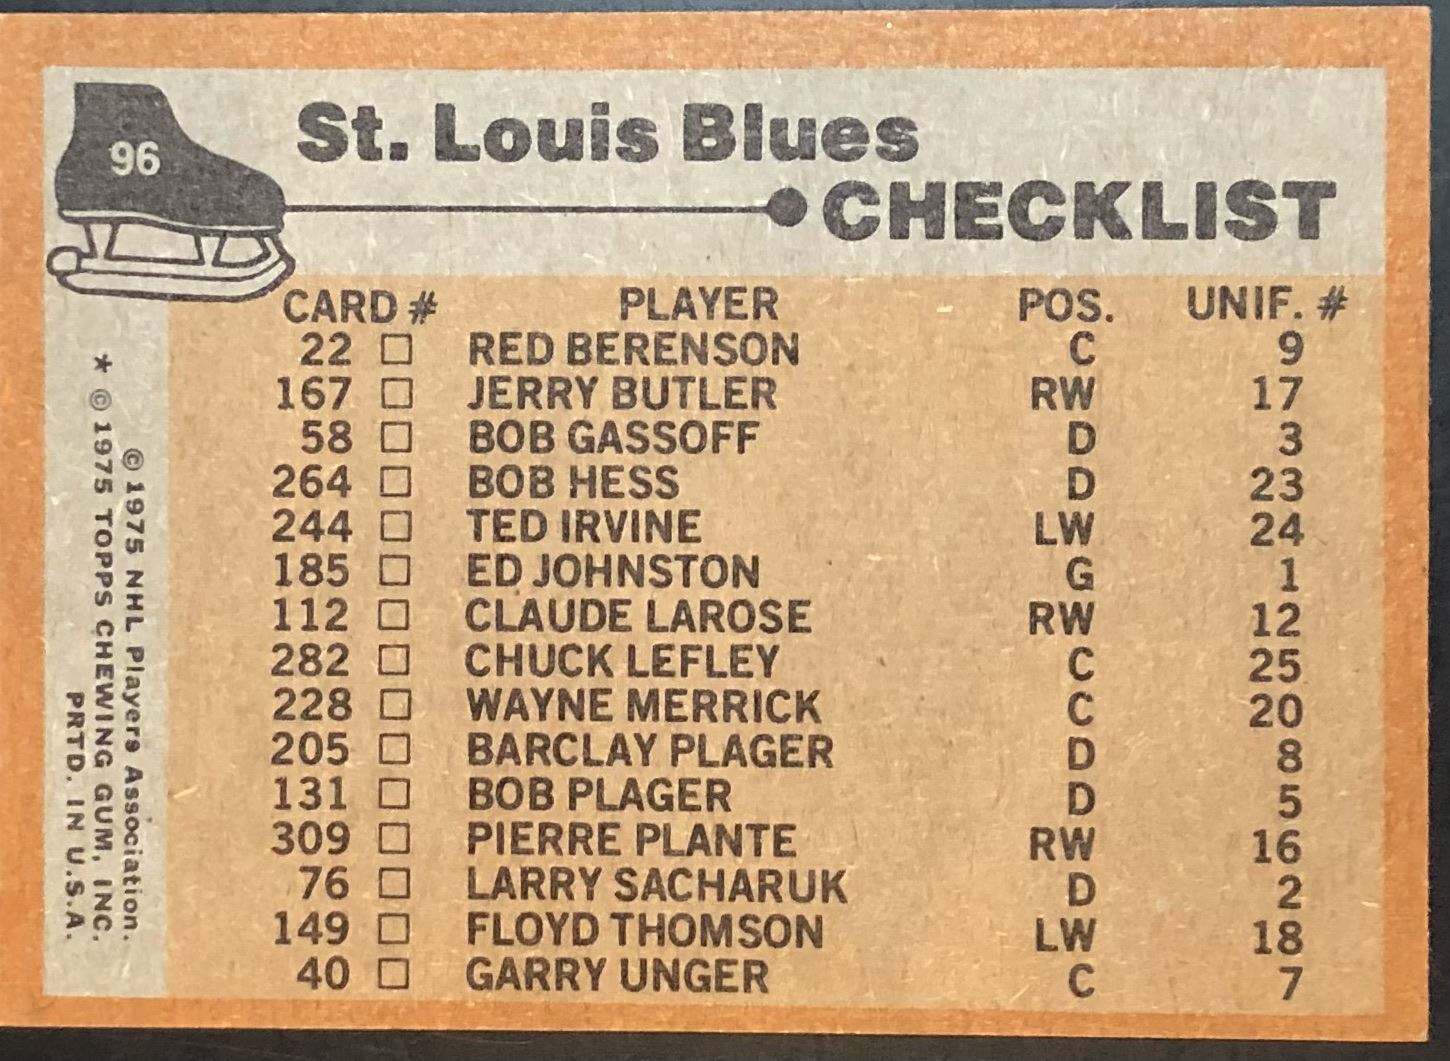 96
St. Louis Blues
CHECKLIST
CARD # PLAYER POS. UNIF. #
22 □ RED BERENSON C 9
167 □ JERRY BUTLER RW 17
58 □ BOB GASSOFF D 3
264 □ BOB HESS D 23
244 □ TED IRVINE LW 24
185 □ ED JOHNSTON G 1
112 □ CLAUDE LAROSE RW 12
282 □ CHUCK LEFLEY C 25
228 □ WAYNE MERRICK C 20
205 □ BARCLAY PLAGER D 8
131 □ BOB PLAGER D 5
309 □ PIERRE PLANTE RW 16
76 □ LARRY SACHARUK D 2
149 □ FLOYD THOMSON LW 18
40 □ GARRY UNGER C 7
© 1975 NHL Players Association.
* © 1975 TOPPS CHEWING GUM, INC.
PRTD. IN U.S.A.